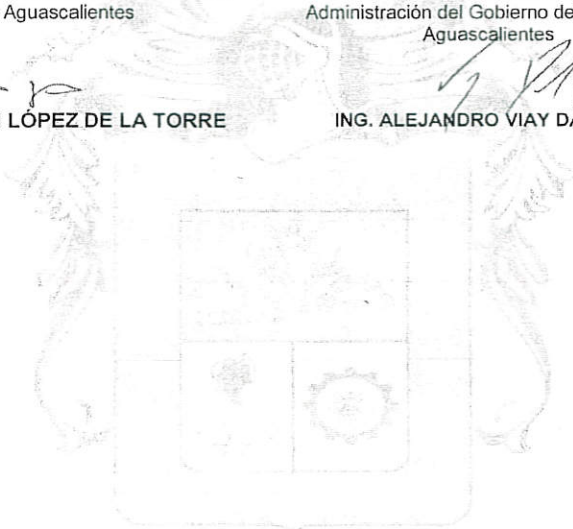 Aguascalientes
LÓPEZ DE LA TORRE
Administración del Gobierno de
Aguascalientes
ING. ALEJANDRO VIAY